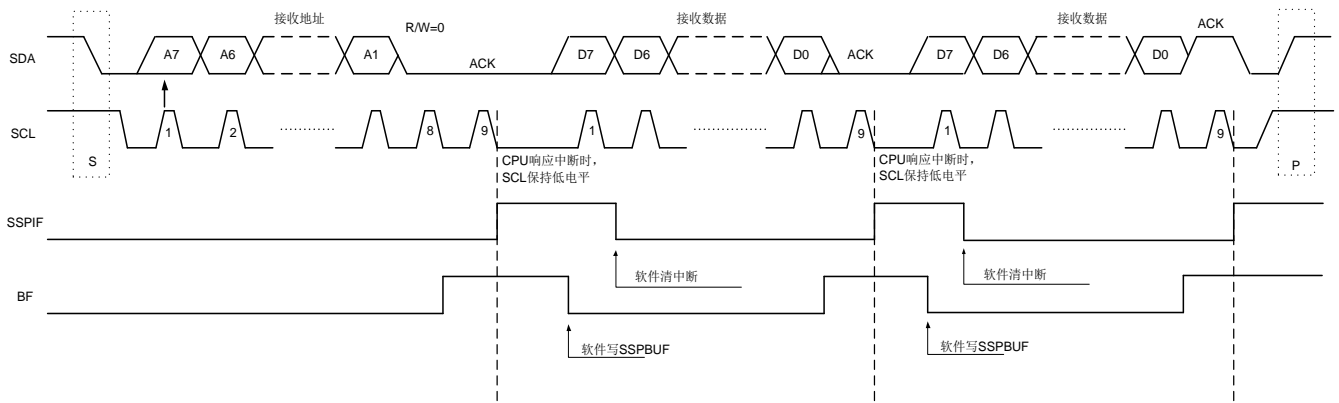 接收地址
R/W=0
接收数据
接收数据
ACK
SDA
A7
A6
A1
ACK
D7
D6
D0
ACK
D7
D6
D0
SCL
1
2
8
9
1
9
1
9
S
P
CPU响应中断时，
SCL保持低电平
CPU响应中断时，
SCL保持低电平
SSPIF
软件清中断
软件清中断
BF
软件写SSPBUF
软件写SSPBUF